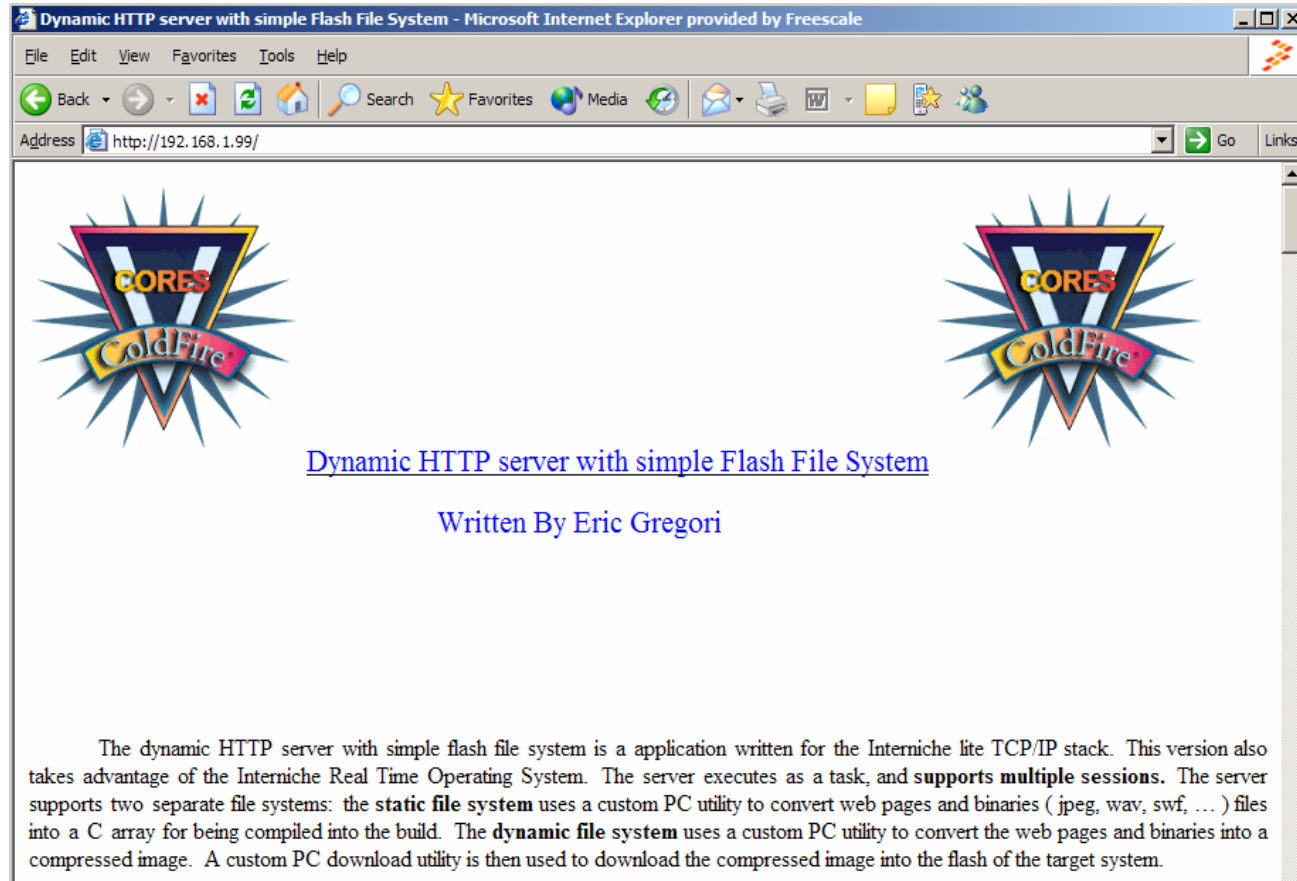 Dynamic HTTP server with simple Flash File System - Microsoft Internet Explorer provided by Freescale
File Edit View Favorites Tools Help
Back Search Favorites Media
Address http://192.168.1.99/ Go Links
CORES CORES
ColdFire® ColdFire®
Dynamic HTTP server with simple Flash File System
Written By Eric Gregori
The dynamic HTTP server with simple flash file system is a application written for the Interniche lite TCP/IP stack. This version also
takes advantage of the Interniche Real Time Operating System. The server executes as a task, and supports multiple sessions. The server
supports two separate file systems: the static file system uses a custom PC utility to convert web pages and binaries ( jpeg, wav, swf, … ) files
into a C array for being compiled into the build. The dynamic file system uses a custom PC utility to convert the web pages and binaries into a
compressed image. A custom PC download utility is then used to download the compressed image into the flash of the target system.